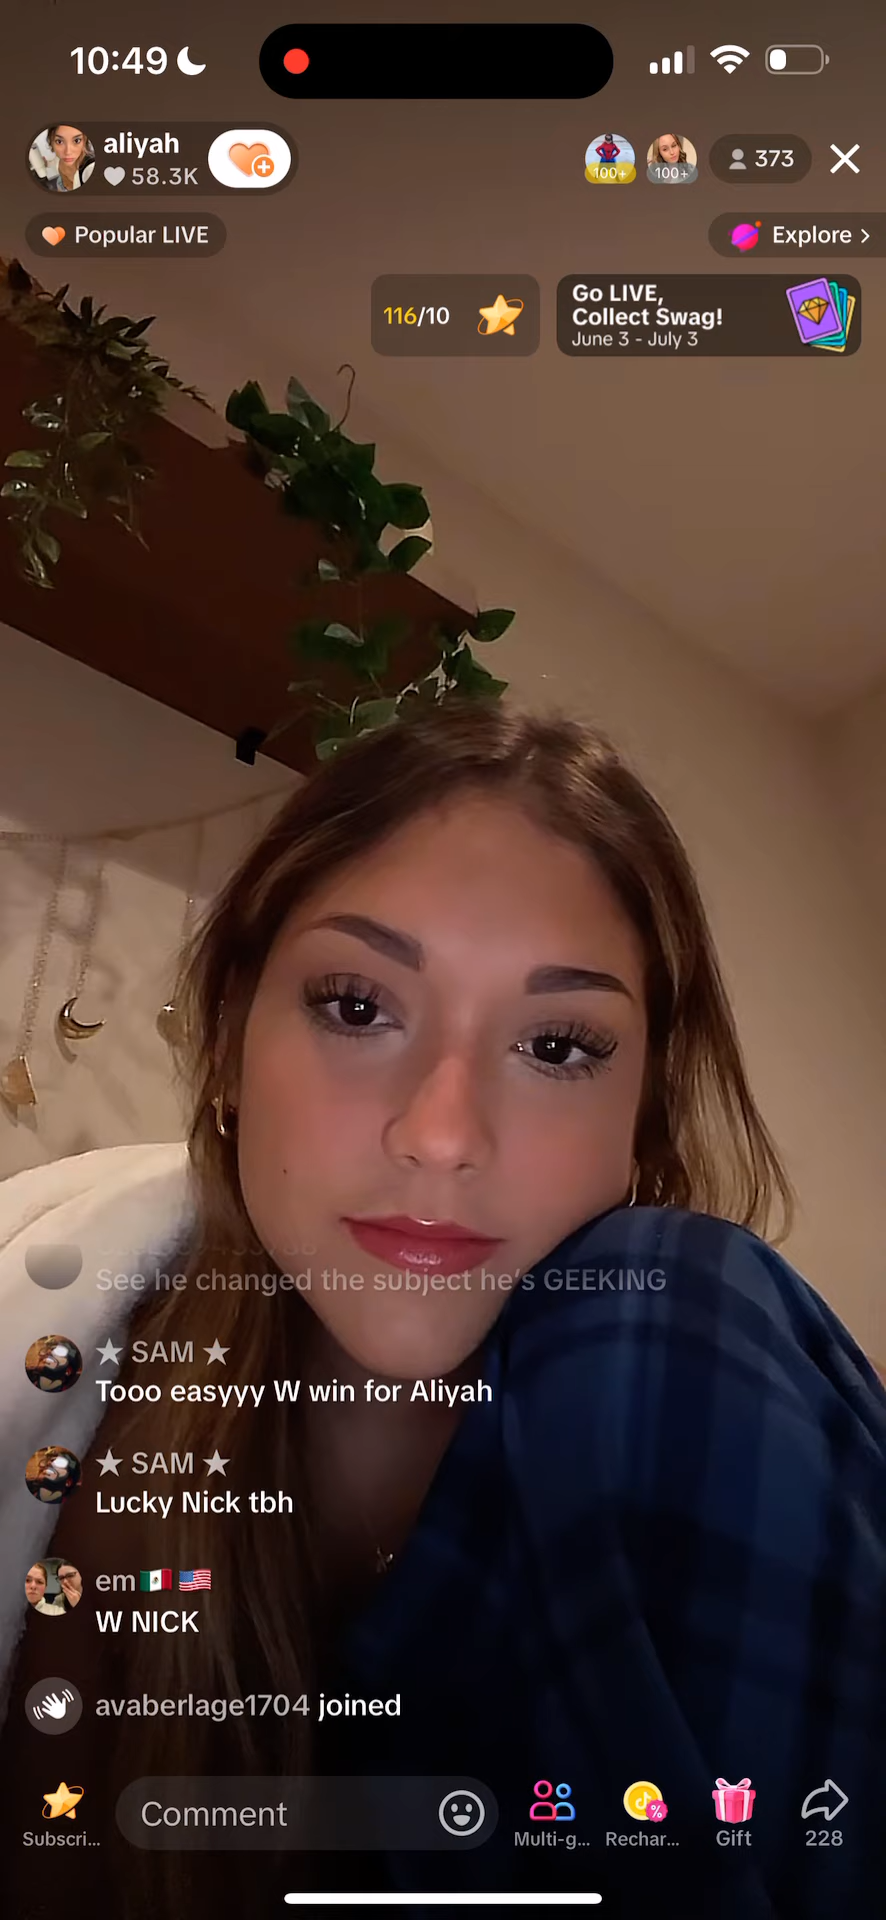 10:49
aliyah
58.3K
100+
100+
373
Popular LIVE
Explore >
116/10
Go LIVE,
Collect Swag!
June 3 - July 3
See he changed the subject he's GEEKING
★ SAM ★
Tooo easyyy W win for Aliyah
★ SAM ★
Lucky Nick tbh
em🇲🇽🇺🇸
W NICK
avaberlage1704 joined
Subscri...
Comment
Multi-g...
Rechar...
Gift
228